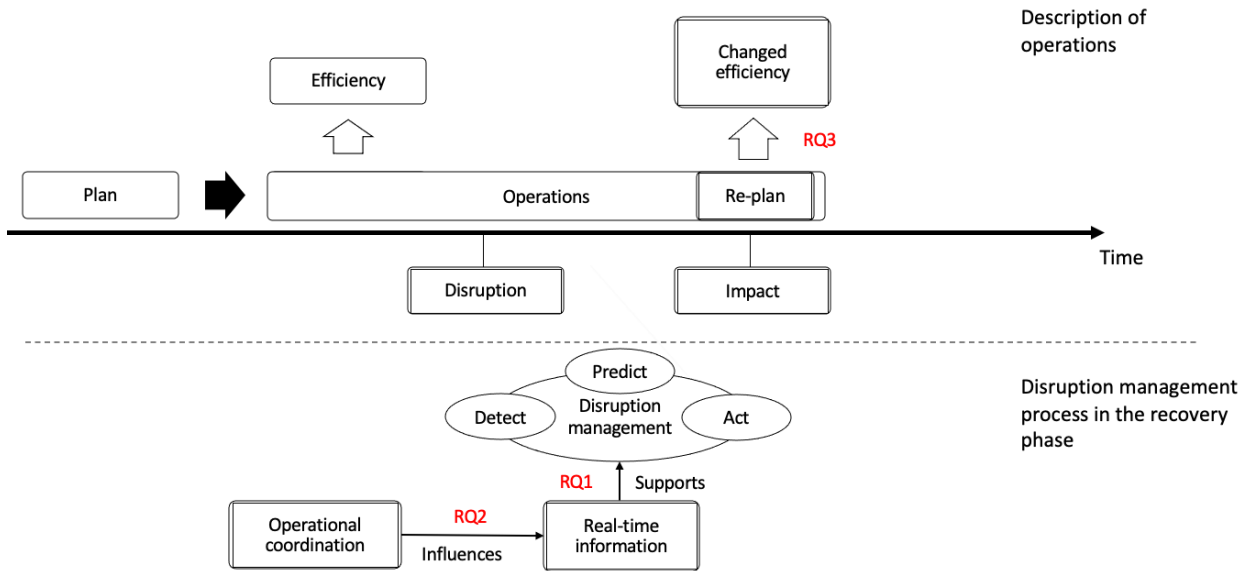 Description of
operations
Changed
efficiency
Efficiency
RQ3
Plan
Operations
Re-plan
Time
Disruption
Impact
Predict
Disruption
management
Detect
Act
Disruption management
process in the recovery
phase
RQ1
Supports
Operational
coordination
RQ2
Influences
Real-time
information